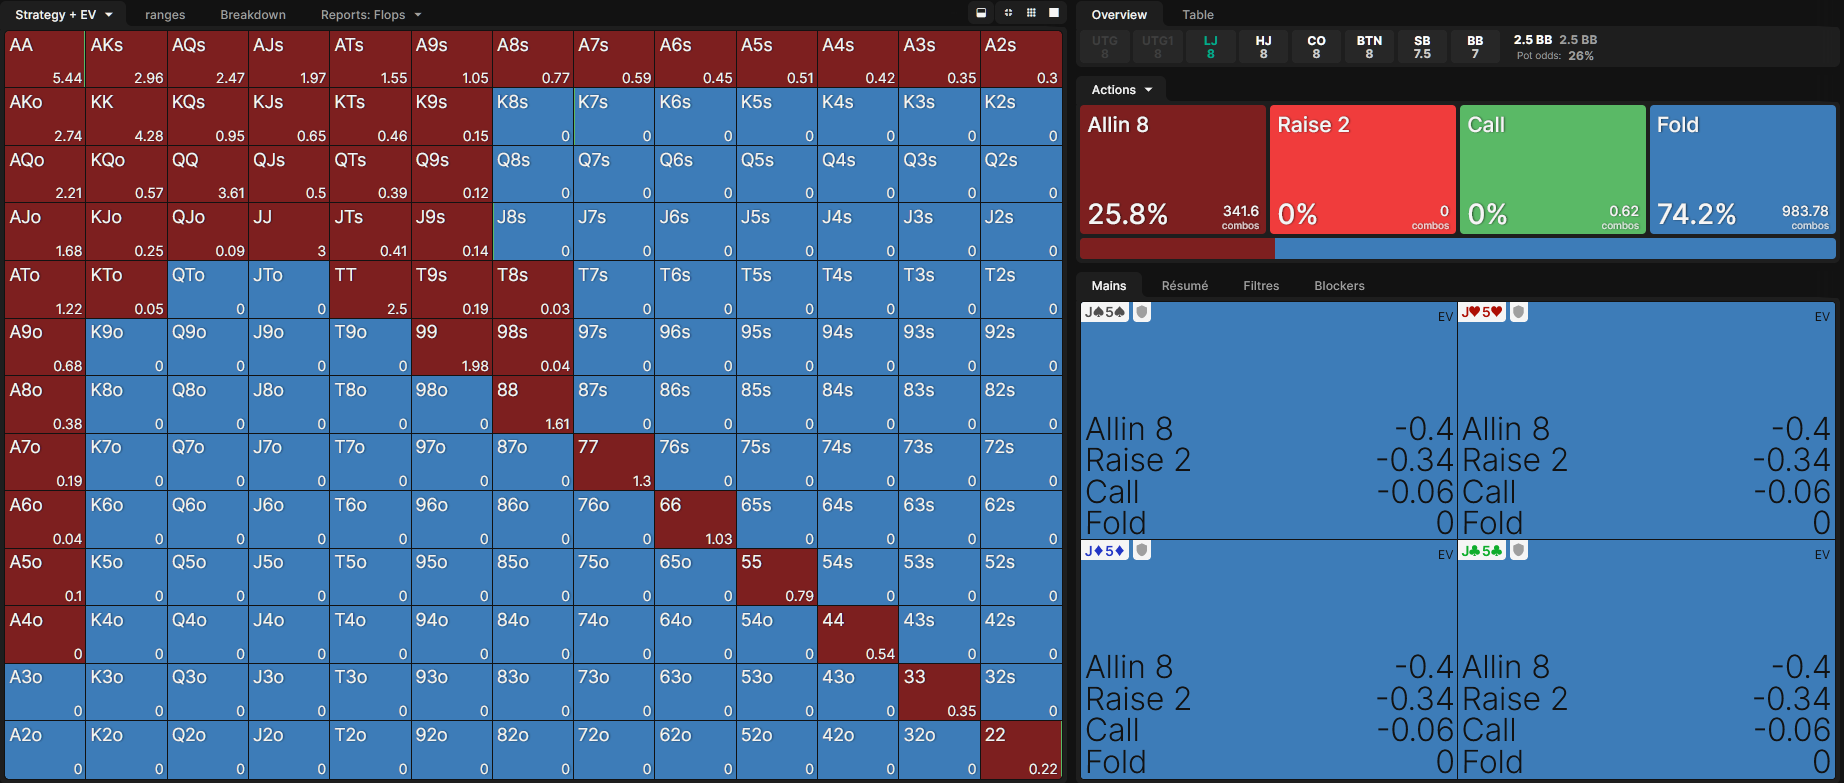 Strategy + EV ranges Breakdown Reports: Flops
AA AKs AQs AJs ATs A9s A8s A7s A6s A5s A4s A3s A2s
5.44 2.96 2.47 1.97 1.55 1.05 0.77 0.59 0.45 0.51 0.42 0.35 0.3
AKo KK KQs KJs KTs K9s K8s K7s K6s K5s K4s K3s K2s
2.74 4.28 0.95 0.65 0.46 0.15 0 0 0 0 0 0 0
AQo KQo QQ QJs QTs Q9s Q8s Q7s Q6s Q5s Q4s Q3s Q2s
2.21 0.57 3.61 0.5 0.39 0.12 0 0 0 0 0 0 0
AJo KJo QJo JJ JTs J9s J8s J7s J6s J5s J4s J3s J2s
1.68 0.25 0.09 3 0.41 0.14 0 0 0 0 0 0 0
ATo KTo QTo JTo TT T9s T8s T7s T6s T5s T4s T3s T2s
1.22 0.05 0 0 2.5 0.19 0.03 0 0 0 0 0 0
A9o K9o Q9o J9o T9o 99 98s 97s 96s 95s 94s 93s 92s
0.68 0 0 0 0 1.98 0.04 0 0 0 0 0 0
A8o K8o Q8o J8o T8o 98o 88 87s 86s 85s 84s 83s 82s
0.38 0 0 0 0 0 1.61 0 0 0 0 0 0
A7o K7o Q7o J7o T7o 97o 87o 77 76s 75s 74s 73s 72s
0.19 0 0 0 0 0 0 1.3 0 0 0 0 0
A6o K6o Q6o J6o T6o 96o 86o 76o 66 65s 64s 63s 62s
0.04 0 0 0 0 0 0 0 1.03 0 0 0 0
A5o K5o Q5o J5o T5o 95o 85o 75o 65o 55 54s 53s 52s
0.1 0 0 0 0 0 0 0 0 0.79 0 0 0
A4o K4o Q4o J4o T4o 94o 84o 74o 64o 54o 44 43s 42s
0 0 0 0 0 0 0 0 0 0 0.54 0 0
A3o K3o Q3o J3o T3o 93o 83o 73o 63o 53o 43o 33 32s
0 0 0 0 0 0 0 0 0 0 0 0.35 0
A2o K2o Q2o J2o T2o 92o 82o 72o 62o 52o 42o 32o 22
0 0 0 0 0 0 0 0 0 0 0 0 0.22
Overview Table
UTG UTG1 LJ HJ CO BTN SB BB 2.5 BB 2.5 BB
8 8 8 8 8 8 7.5 7 Pot odds: 26%
Actions
Allin 8 Raise 2 Call Fold
25.8% 341.6 combos 0% 0 combos 0% 0.62 combos 74.2% 983.78 combos
Mains Résumé Filtres Blockers
J♠5♠ EV J♥5♥ EV
Allin 8 -0.4 Allin 8 -0.4
Raise 2 -0.34 Raise 2 -0.34
Call -0.06 Call -0.06
Fold 0 Fold 0
J♦5♦ EV J♣5♣ EV
Allin 8 -0.4 Allin 8 -0.4
Raise 2 -0.34 Raise 2 -0.34
Call -0.06 Call -0.06
Fold 0 Fold 0